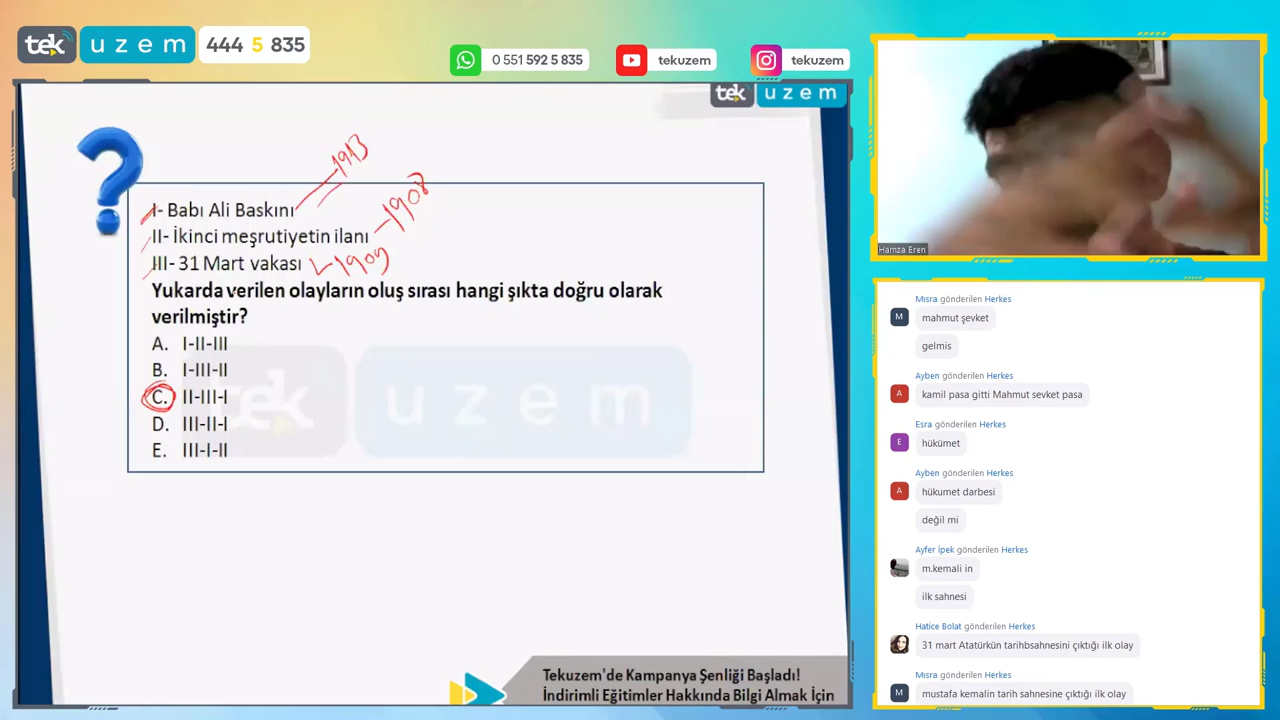 tek uzem 444 5 835
0 551 592 5 835
tekuzem
tekuzem
tek uzem
1913
I- Babı Ali Baskını
1908
II- İkinci meşrutiyetin ilanı
III- 31 Mart vakası
1909
Yukarda verilen olayların oluş sırası hangi şıkta doğru olarak
verilmiştir?
A. I-II-III
B. I-III-II
C. II-III-I
D. III-II-I
E. III-I-II
tek uzem
Tekuzem'de Kampanya Şenliği Başladı!
İndirimli Eğitimler Hakkında Bilgi Almak İçin
Hamza Eren
Mısra gönderilen Herkes
M
mahmut şevket
gelmis
Ayben gönderilen Herkes
A
kamil pasa gitti Mahmut sevket pasa
Esra gönderilen Herkes
E
hükümet
Ayben gönderilen Herkes
A
hükumet darbesi
değil mi
Ayfer İpek gönderilen Herkes
m.kemali in
ilk sahnesi
Hatice Bolat gönderilen Herkes
31 mart Atatürkün tarihbsahnesini çıktığı ilk olay
Mısra gönderilen Herkes
M
mustafa kemalin tarih sahnesine çıktığı ilk olay